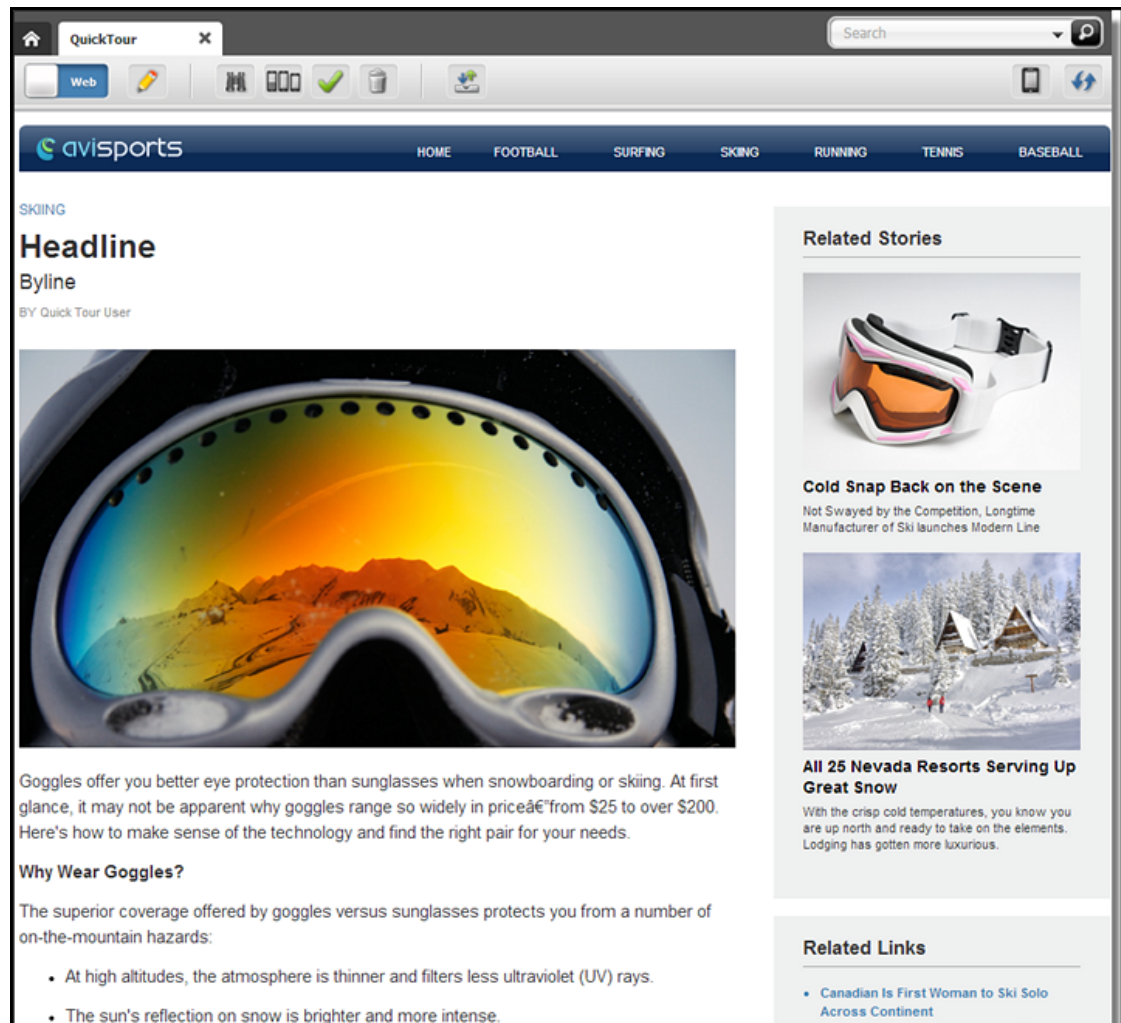 QuickTour
Search
Web
avisports
HOME FOOTBALL SURFING SKIING RUNNING TENNIS BASEBALL
SKIING
Headline
Byline
BY Quick Tour User
Goggles offer you better eye protection than sunglasses when snowboarding or skiing. At first
glance, it may not be apparent why goggles range so widely in priceâ€”from $25 to over $200.
Here's how to make sense of the technology and find the right pair for your needs.
Why Wear Goggles?
The superior coverage offered by goggles versus sunglasses protects you from a number of
on-the-mountain hazards:
• At high altitudes, the atmosphere is thinner and filters less ultraviolet (UV) rays.
• The sun's reflection on snow is brighter and more intense.
Related Stories
Cold Snap Back on the Scene
Not Swayed by the Competition, Longtime
Manufacturer of Ski launches Modern Line
All 25 Nevada Resorts Serving Up
Great Snow
With the crisp cold temperatures, you know you
are up north and ready to take on the elements.
Lodging has gotten more luxurious.
Related Links
• Canadian Is First Woman to Ski Solo
Across Continent